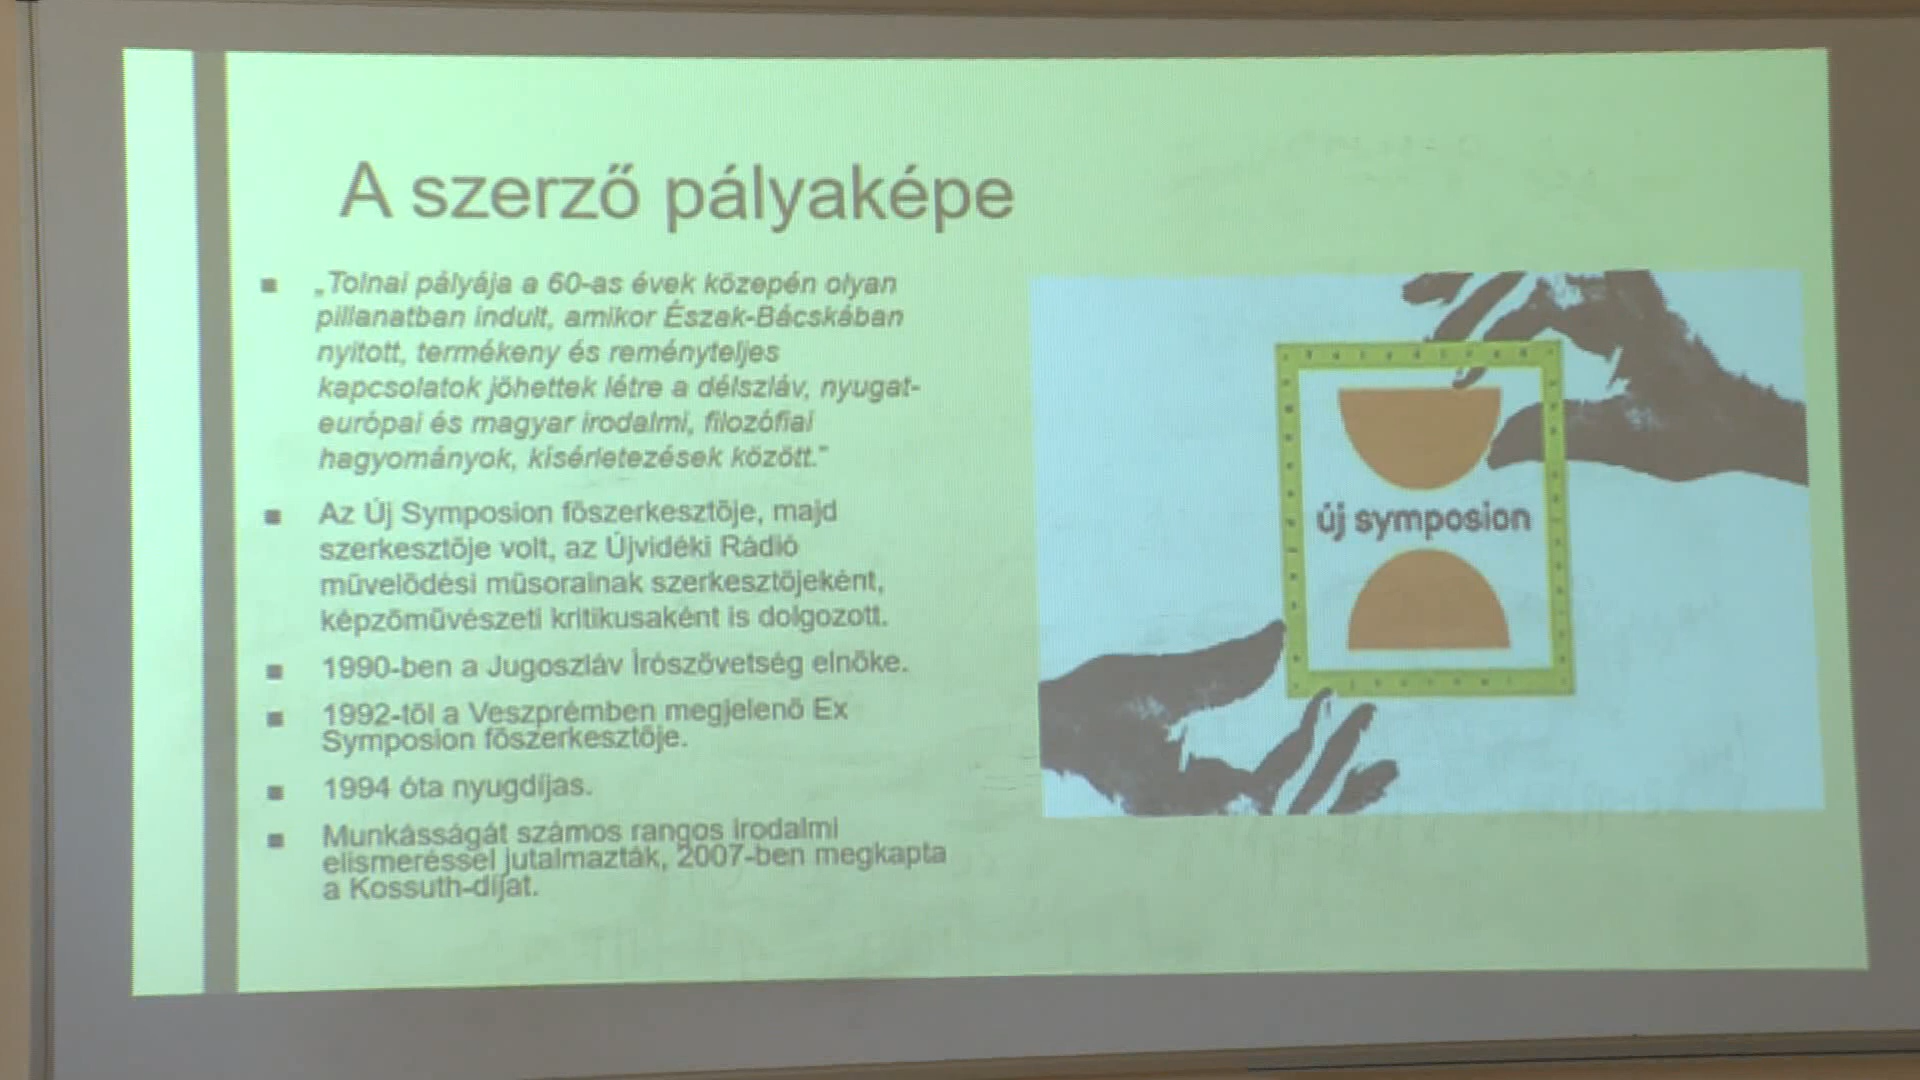 A szerző pályaképe
„Tolnai pályája a 60-as évek közepén olyan
pillanatban indult, amikor Észak-Bácskában
nyitott, termékeny és reményteljes
kapcsolatok jöhettek létre a délszláv, nyugat-
európai és magyar irodalmi, filozófiai
hagyományok, kísérletezések között."
Az Új Symposion főszerkesztője, majd
szerkesztője volt, az Újvidéki Rádió
művelődési műsorainak szerkesztőjeként,
képzőművészeti kritikusaként is dolgozott.
1990-ben a Jugoszláv Írószövetség elnöke.
1992-től a Veszprémben megjelenő Ex
Symposion főszerkesztője.
1994 óta nyugdíjas.
Munkásságát számos rangos irodalmi
elismeréssel jutalmazták, 2007-ben megkapta
a Kossuth-díjat.
új symposion